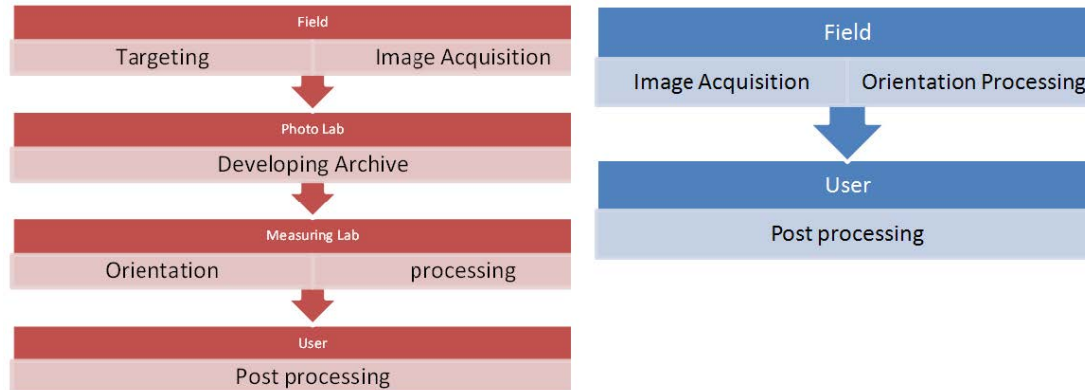 Field
Targeting
Image Acquisition
Photo Lab
Developing Archive
Measuring Lab
Orientation
processing
User
Post processing
Field
Image Acquisition
Orientation Processing
User
Post processing